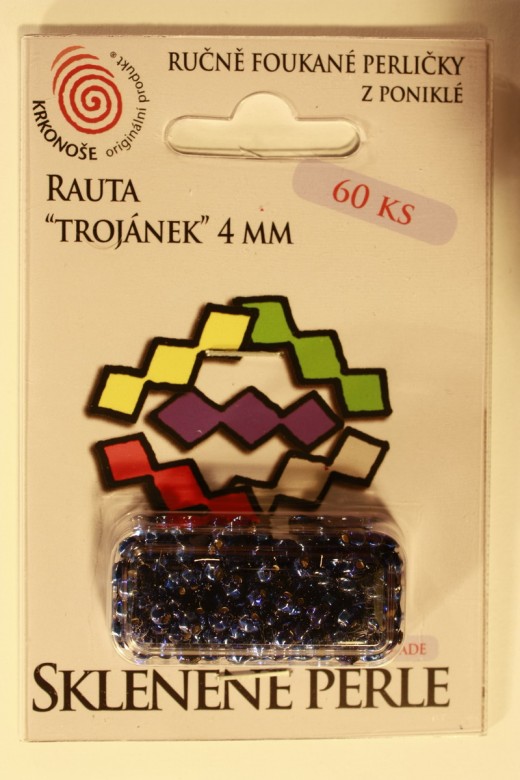 RUČNĚ FOUKANÉ PERLIČKY
Z PONIKLÉ
KRKONOŠE
originální produkt®
60 KS
RAUTA
“TROJÁNEK” 4 MM
SKLENĚNÉ PERLE